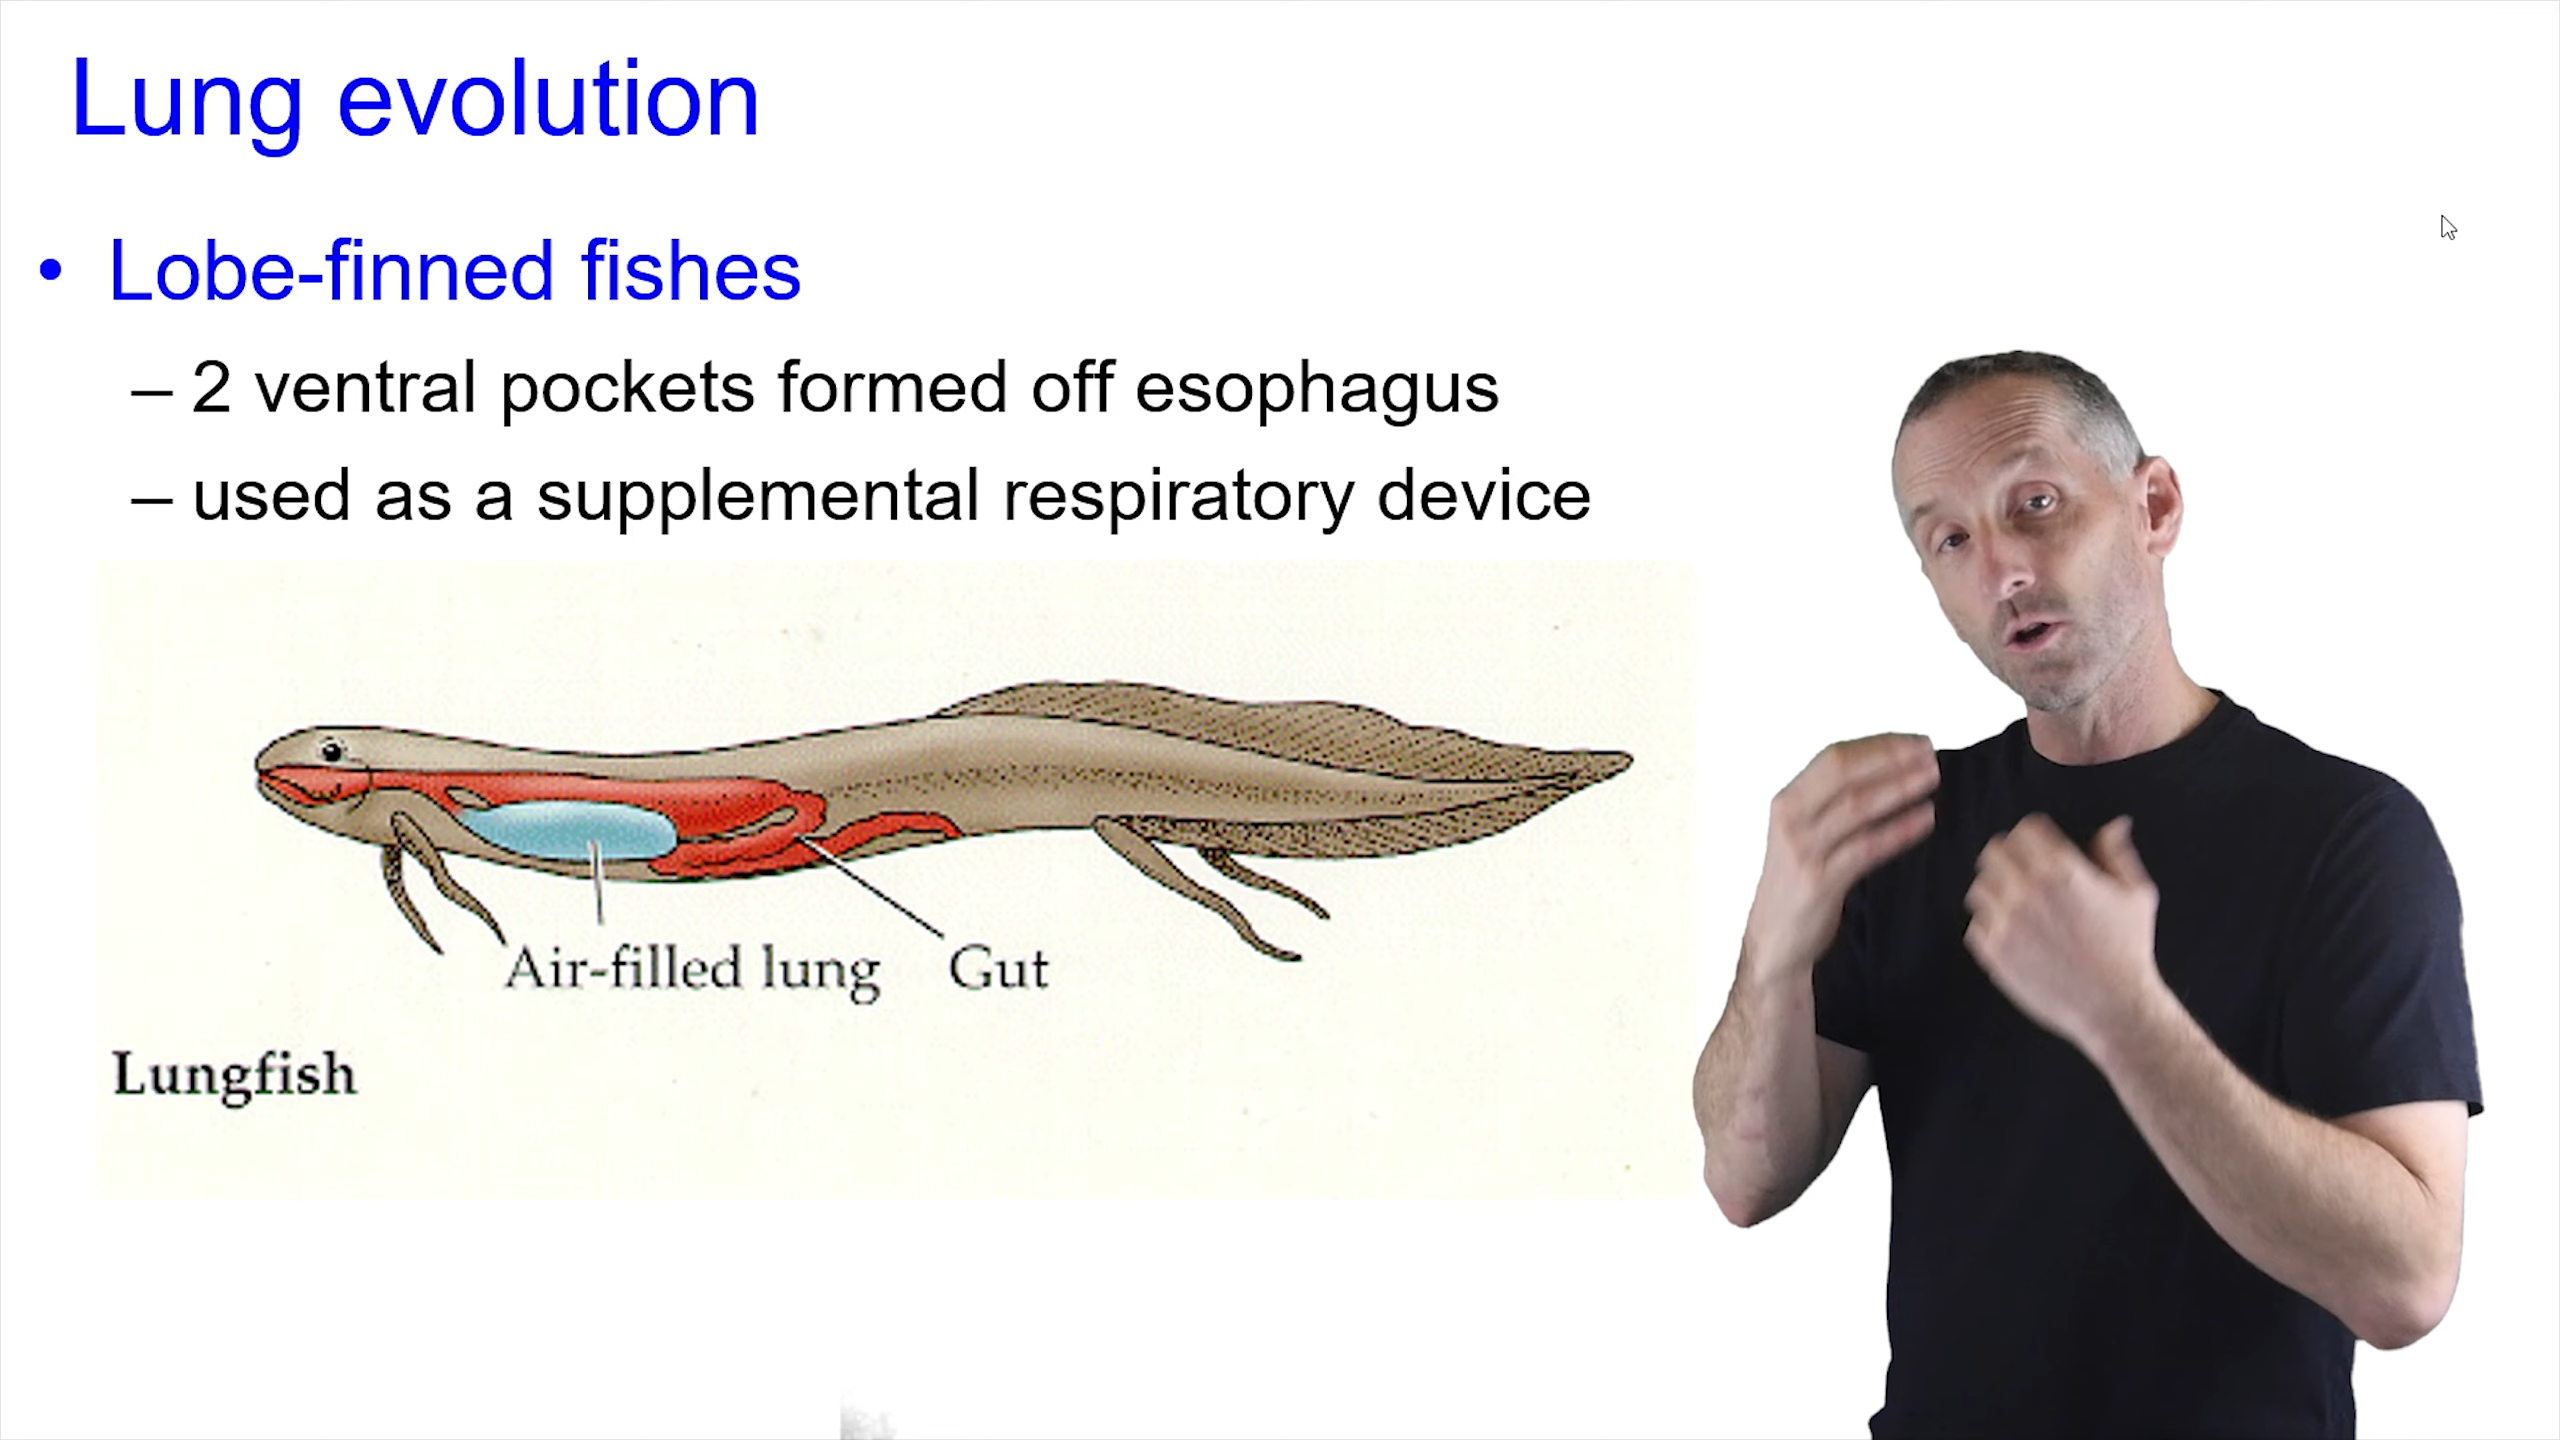 Lung evolution
• Lobe-finned fishes
– 2 ventral pockets formed off esophagus
– used as a supplemental respiratory device
Air-filled lung
Gut
Lungfish